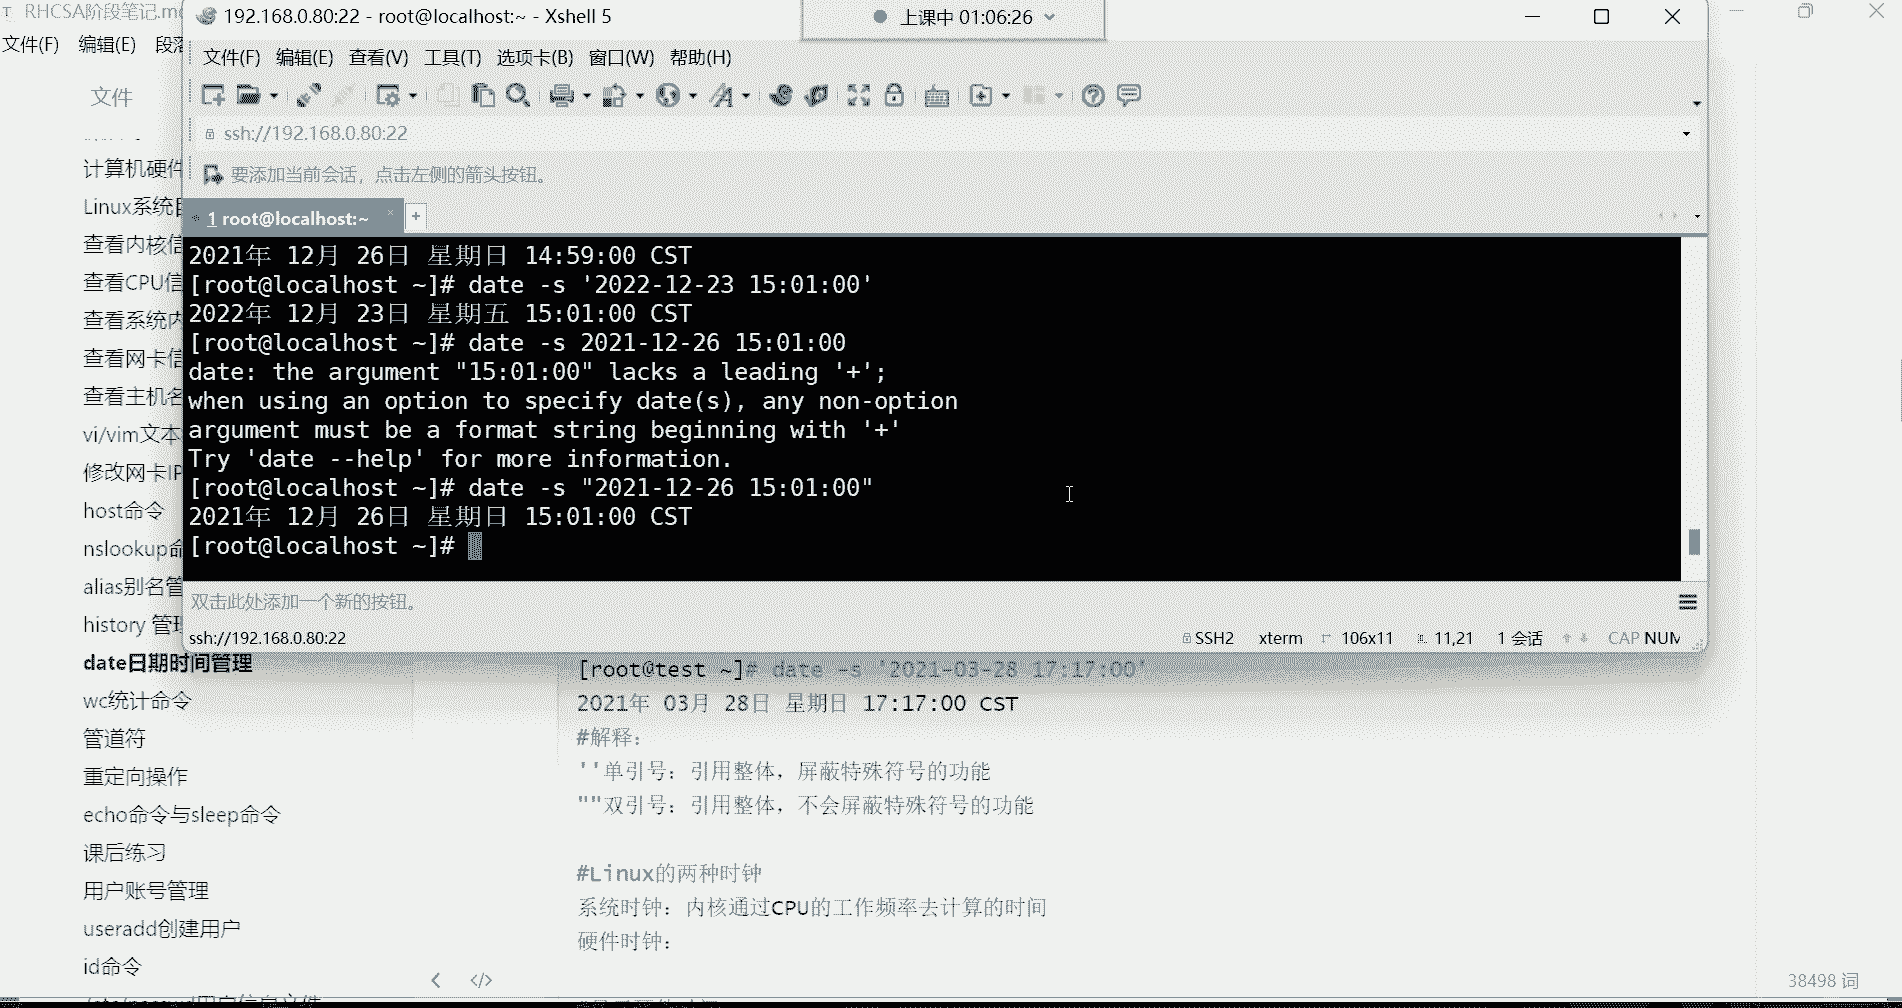 RHCSA阶段笔记.md
文件(F) 编辑(E) 段落
192.168.0.80:22 - root@localhost:~ - Xshell 5
上课中 01:06:26
文件(F) 编辑(E) 查看(V) 工具(T) 选项卡(B) 窗口(W) 帮助(H)
ssh://192.168.0.80:22
要添加当前会话，点击左侧的箭头按钮。
1 root@localhost:~
2021年 12月 26日 星期日 14:59:00 CST
[root@localhost ~]# date -s '2022-12-23 15:01:00'
2022年 12月 23日 星期五 15:01:00 CST
[root@localhost ~]# date -s 2021-12-26 15:01:00
date: the argument "15:01:00" lacks a leading '+';
when using an option to specify date(s), any non-option
argument must be a format string beginning with '+'
Try 'date --help' for more information.
[root@localhost ~]# date -s "2021-12-26 15:01:00"
2021年 12月 26日 星期日 15:01:00 CST
[root@localhost ~]#
双击此处添加一个新的按钮。
ssh://192.168.0.80:22
SSH2 xterm 106x11 11,21 1 会话 CAP NUM
文件
计算机硬件
Linux系统目
查看内核信
查看CPU信
查看系统内
查看网卡信
查看主机名
vi/vim文本
修改网卡IP
host命令
nslookup命
alias别名管
history 管理
date日期时间管理
wc统计命令
管道符
重定向操作
echo命令与sleep命令
课后练习
用户账号管理
useradd创建用户
id命令
[root@test ~]# date -s '2021-03-28 17:17:00'
2021年 03月 28日 星期日 17:17:00 CST
#解释：
''单引号：引用整体，屏蔽特殊符号的功能
""双引号：引用整体，不会屏蔽特殊符号的功能
#Linux的两种时钟
系统时钟：内核通过CPU的工作频率去计算的时间
硬件时钟：
38498 词